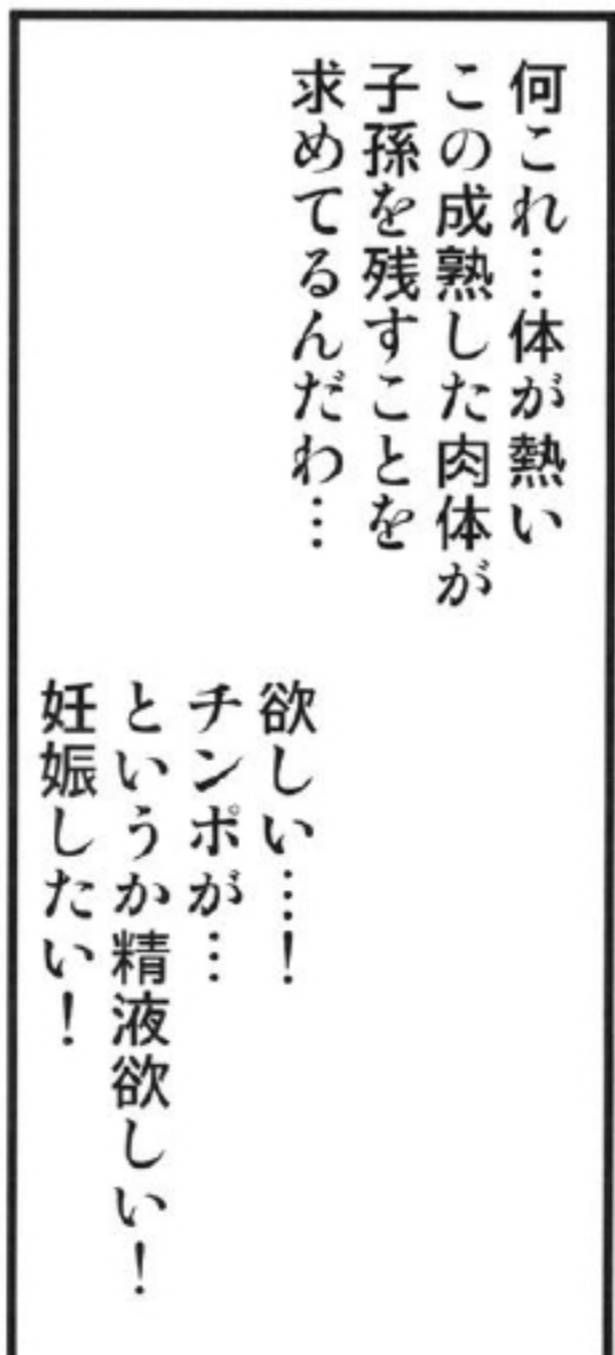 何これ…体が熱い
この成熟した肉体が
子孫を残すことを
求めてるんだわ…
欲しい…！
チンポが…
というか精液欲しい！
妊娠したい！